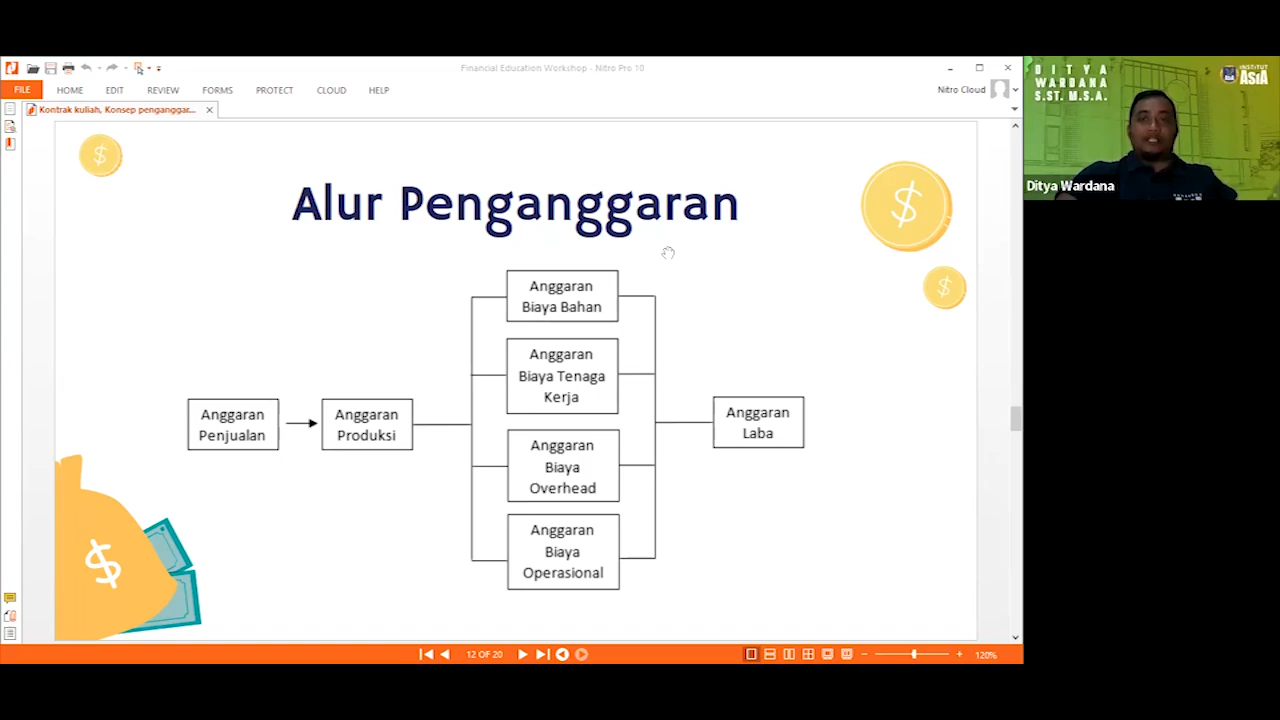 Financial Education Workshop - Nitro Pro 10
FILE HOME EDIT REVIEW FORMS PROTECT CLOUD HELP
Nitro Cloud
Kontrak kuliah, Konsep penganggar...
Alur Penganggaran
Anggaran
Penjualan
Anggaran
Produksi
Anggaran
Biaya Bahan
Anggaran
Biaya Tenaga
Kerja
Anggaran
Biaya
Overhead
Anggaran
Biaya
Operasional
Anggaran
Laba
$
$
$
$
12 OF 20
120%
DITYA
WARDANA
S.ST. M.S.A.
INSTITUT
ASIA
Ditya Wardana